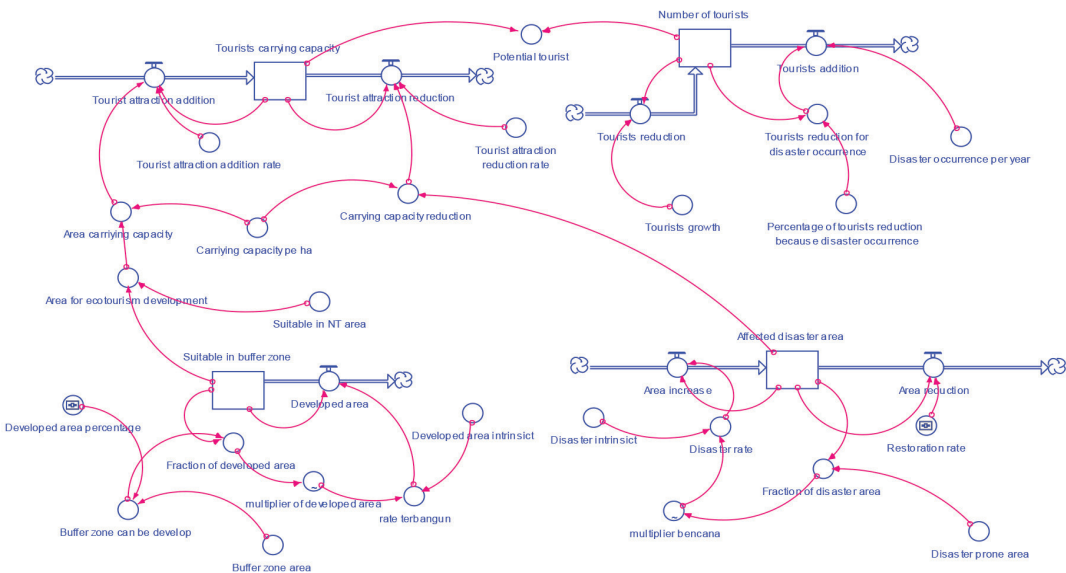 Number of tourists
Tourists carrying capacity
Potential tourist
Tourists addition
Tourist attraction addition
Tourist attraction reduction
Tourists reduction
Tourists reduction for
disaster occurrence
Disaster occurrence per year
Tourist attraction
reduction rate
Tourist attraction addition rate
Carrying capacity reduction
Area carrying capacity
Carrying capacity pe ha
Tourists growth
Percentage of tourists reduction
because disaster occurrence
Area for ecotourism development
Suitable in NT area
Suitable in buffer zone
Affected disaster area
Developed area
Area increase
Area reduction
Developed area percentage
Developed area intrinsict
Disaster intrinsict
Disaster rate
Restoration rate
Fraction of developed area
Fraction of disaster area
multiplier of developed area
rate terbangun
Buffer zone can be develop
multiplier bencana
Disaster prone area
Buffer zone area